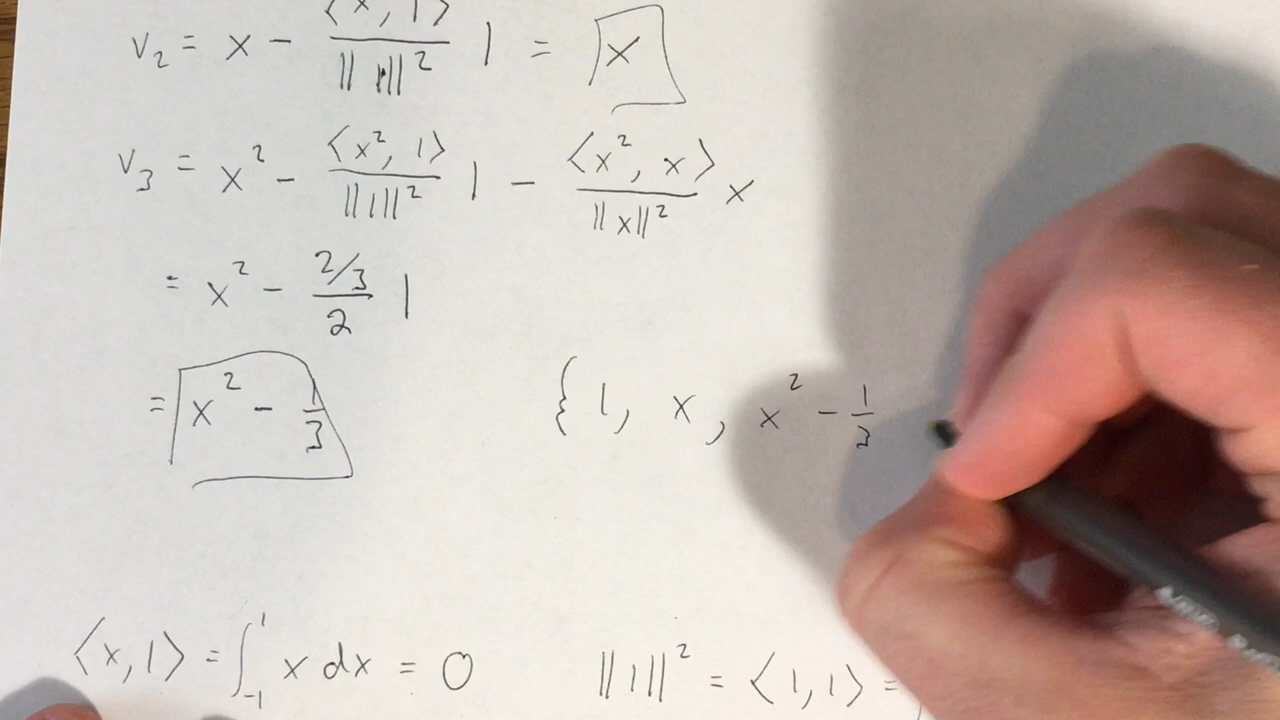 v₂ = x - ⟨x, 1⟩ / ||1||² 1 = x
v₃ = x² - ⟨x², 1⟩ / ||1||² 1 - ⟨x², x⟩ / ||x||² x
= x² - (2/3) / 2 1
= x² - 1/3
{ 1, x, x² - 1/3
⟨x, 1⟩ = ∫₋₁¹ x dx = 0
||1||² = ⟨1, 1⟩ =